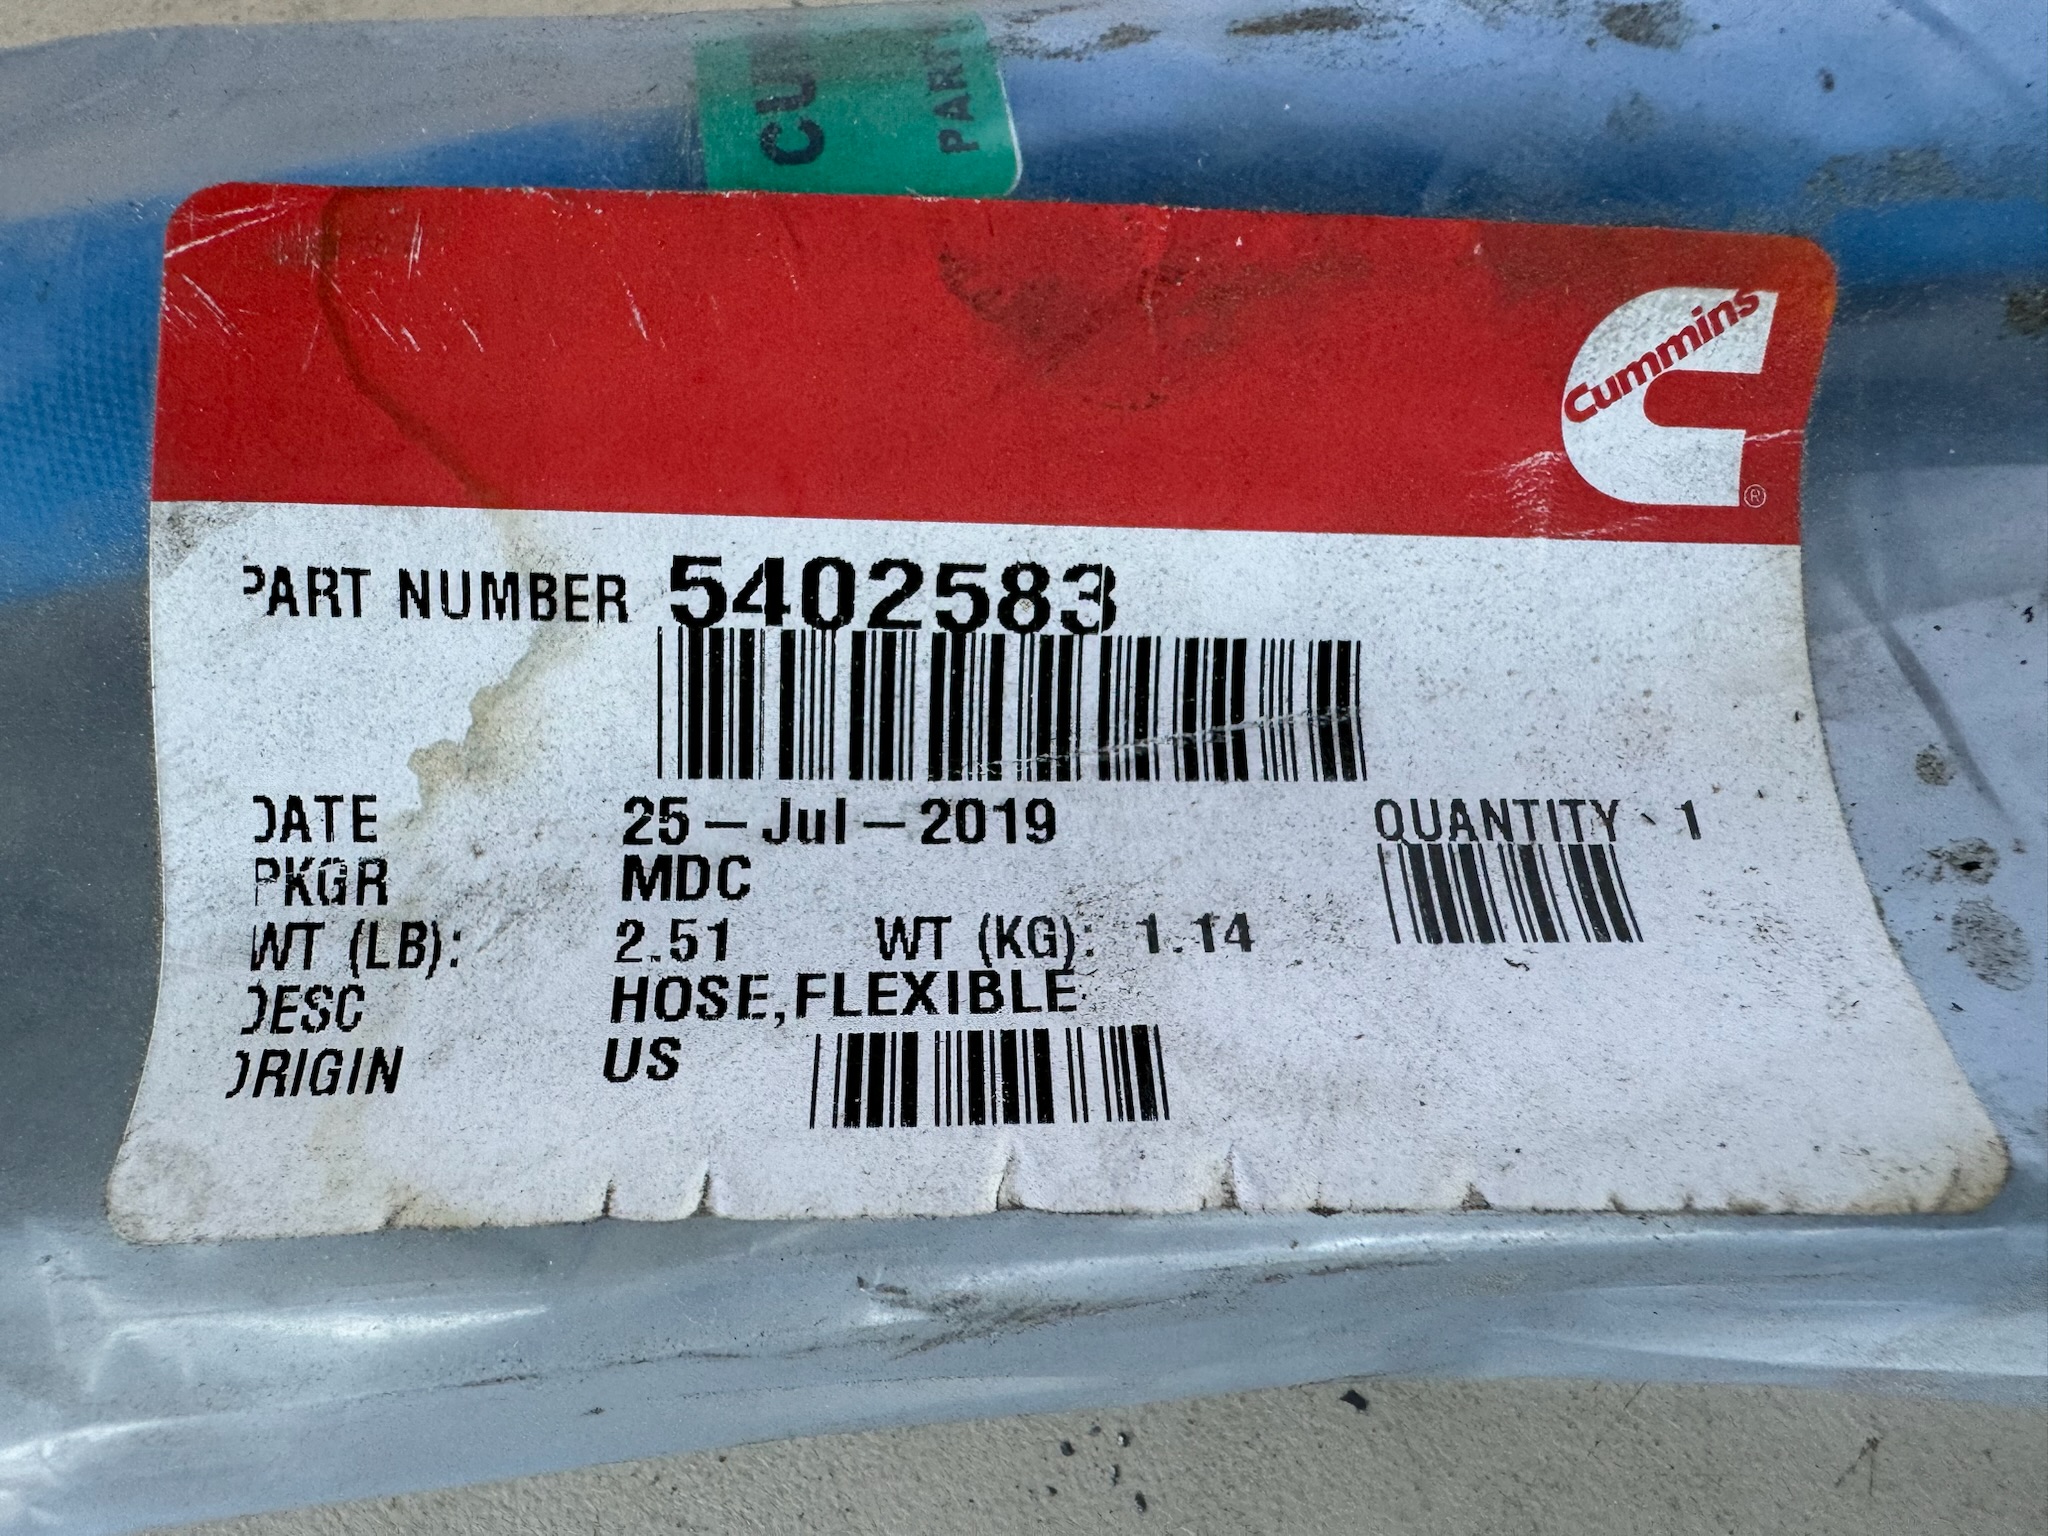 Cummins
®
PART NUMBER 5402583
DATE 25-Jul-2019 QUANTITY 1
PKGR MDC
WT (LB): 2.51 WT (KG): 1.14
DESC HOSE,FLEXIBLE
ORIGIN US